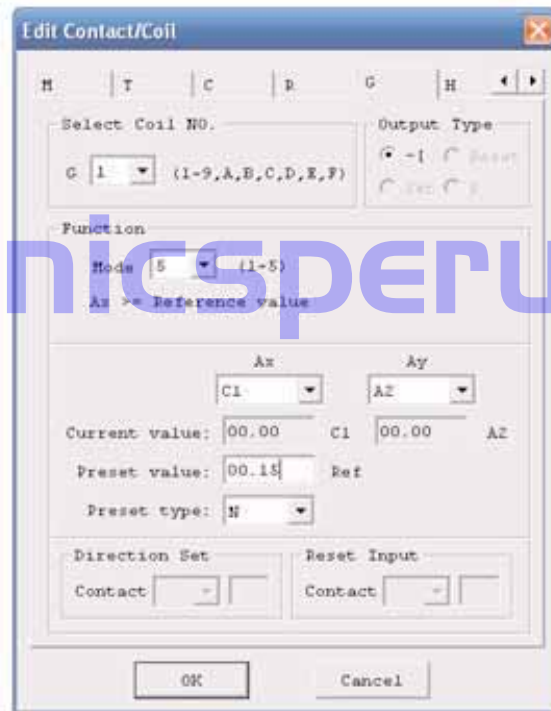 Edit Contact/Coil
M T C R G H
Select Coil NO.
Output Type
G 1 (1-9,A,B,C,D,E,F)
-[ Reset
Set P
Function
Mode 5 (1-5)
Ax >= Reference value
nicsperu
Ax Ay
C1 A2
Current value: 00.00 C1 00.00 A2
Preset value: 00.15 Ref
Preset type: N
Direction Set
Contact
Reset Input
Contact
OK Cancel